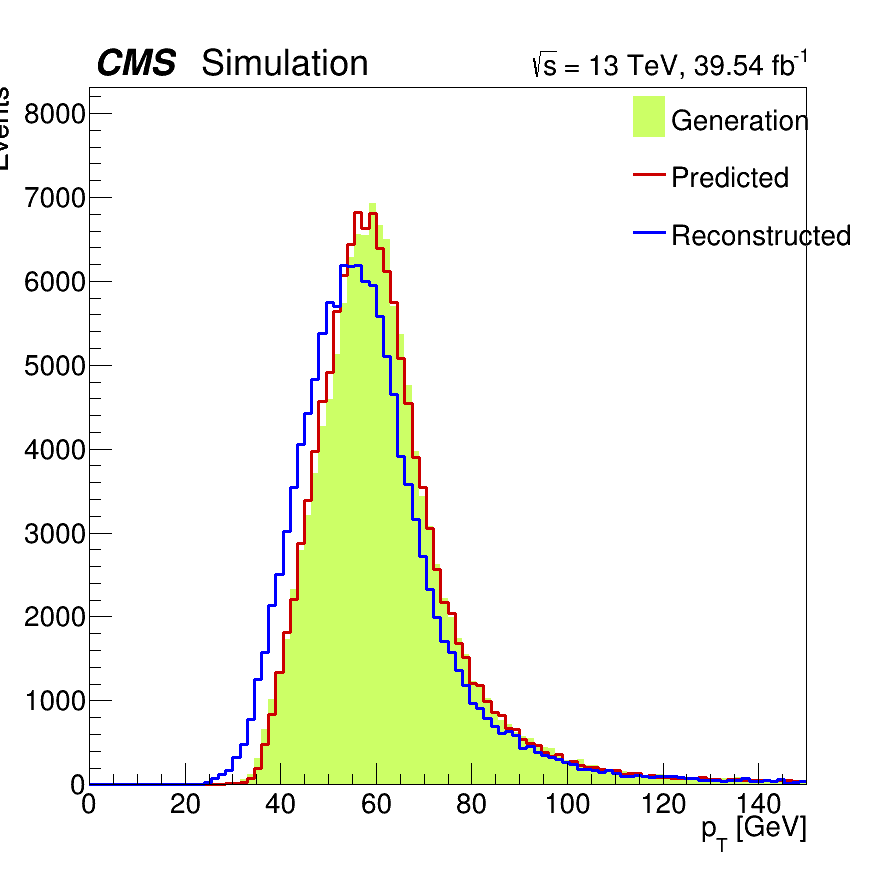 CMS Simulation
√s = 13 TeV, 39.54 fb⁻¹
Events
8000
7000
6000
5000
4000
3000
2000
1000
0
Generation
Predicted
Reconstructed
0 20 40 60 80 100 120 140
p_T [GeV]